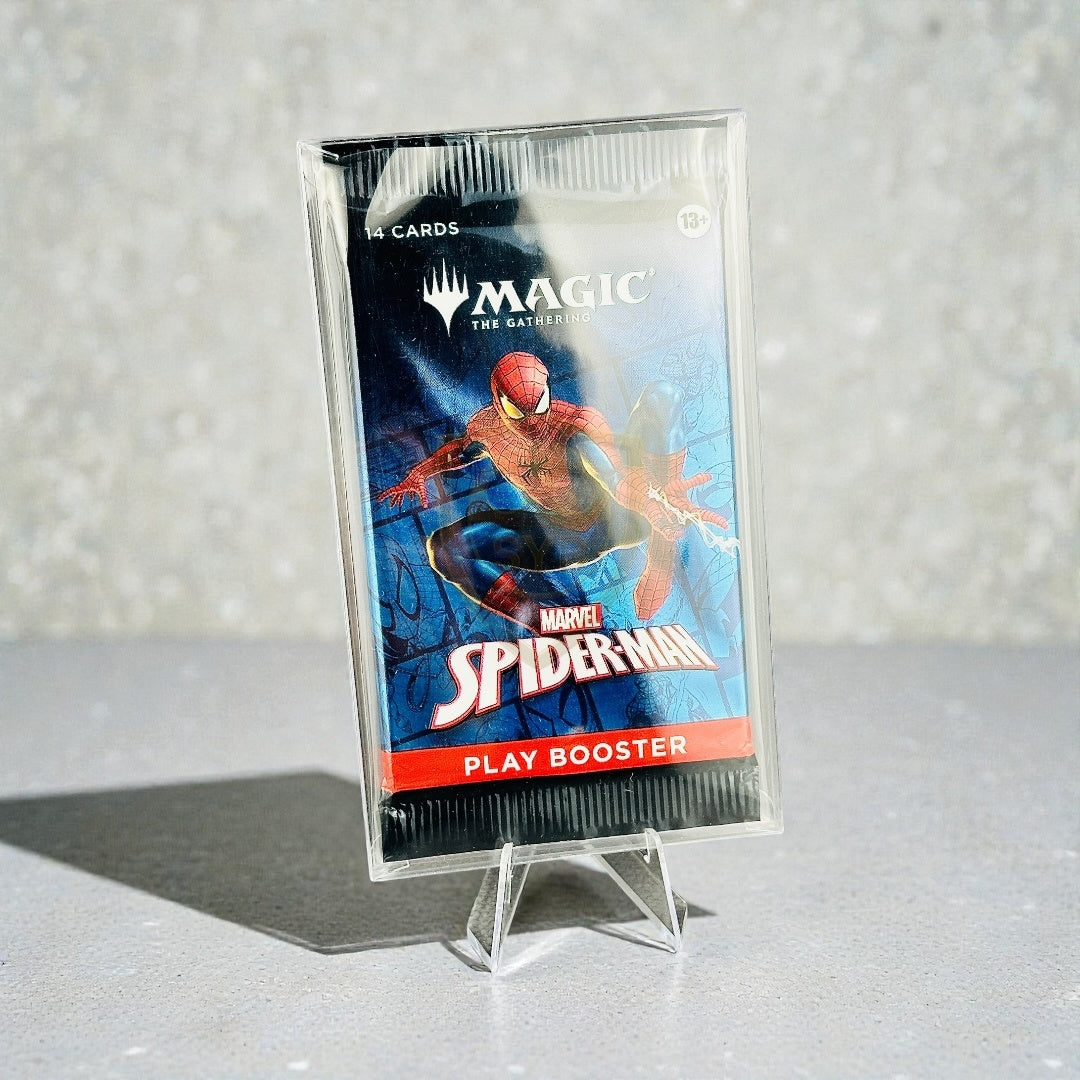 14 CARDS
13+
MAGIC®
THE GATHERING
MARVEL
SPIDER-MAN
PLAY BOOSTER